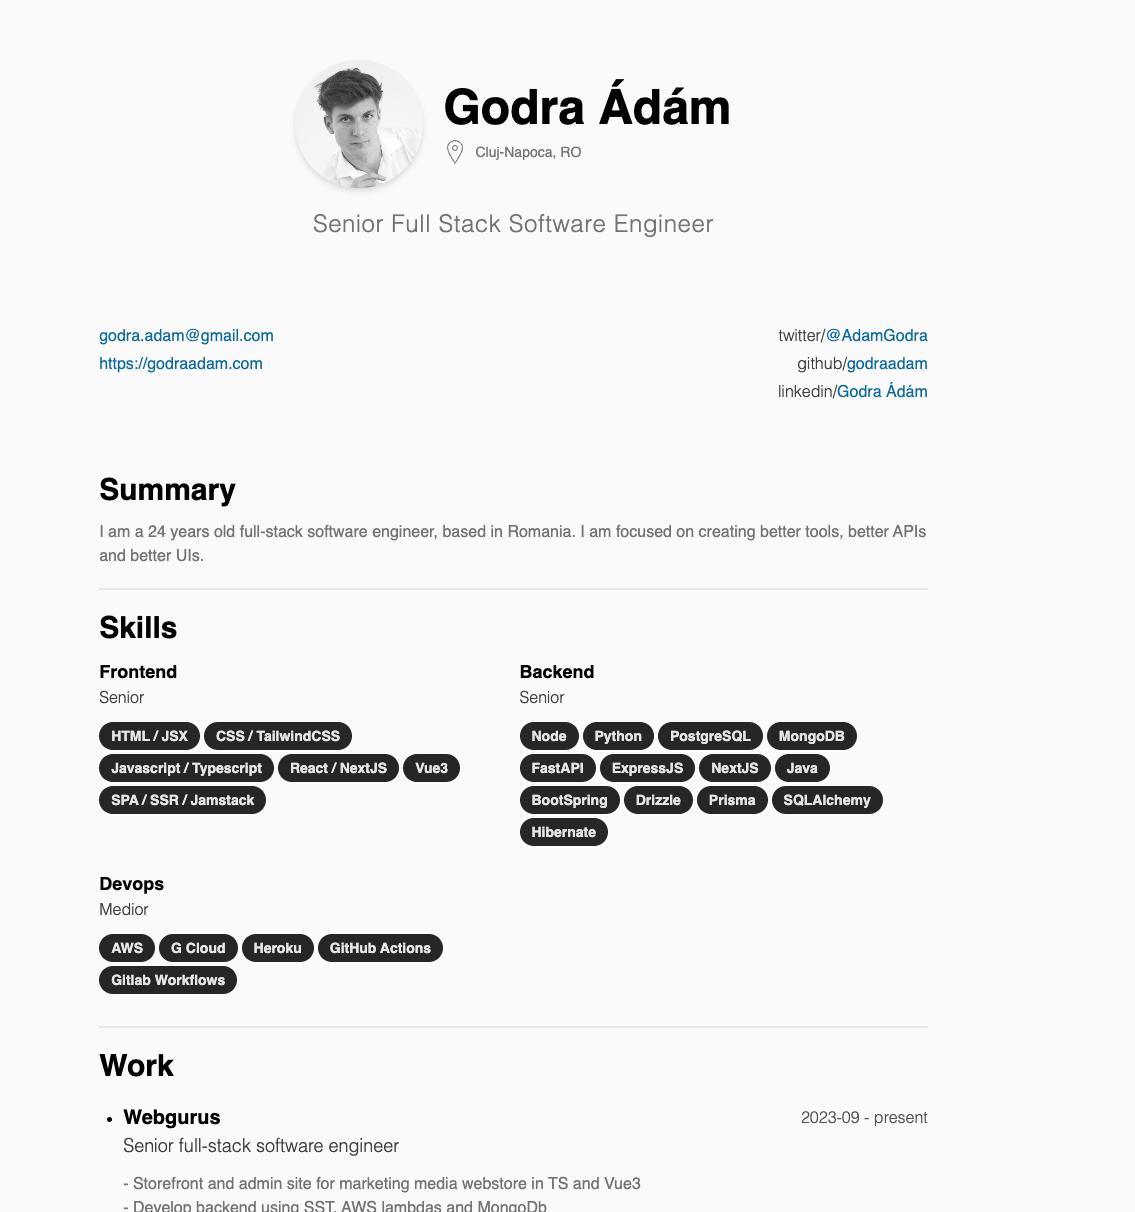 Godra Ádám
Cluj-Napoca, RO
Senior Full Stack Software Engineer
godra.adam@gmail.com
https://godraadam.com
twitter/@AdamGodra
github/godraadam
linkedin/Godra Ádám
Summary
I am a 24 years old full-stack software engineer, based in Romania. I am focused on creating better tools, better APIs
and better UIs.
Skills
Frontend
Senior
HTML / JSX CSS / TailwindCSS
Javascript / Typescript React / NextJS Vue3
SPA / SSR / Jamstack
Backend
Senior
Node Python PostgreSQL MongoDB
FastAPI ExpressJS NextJS Java
BootSpring Drizzle Prisma SQLAlchemy
Hibernate
Devops
Medior
AWS G Cloud Heroku GitHub Actions
Gitlab Workflows
Work
• Webgurus 2023-09 - present
Senior full-stack software engineer
- Storefront and admin site for marketing media webstore in TS and Vue3
- Develop backend using SST, AWS lambdas and MongoDb